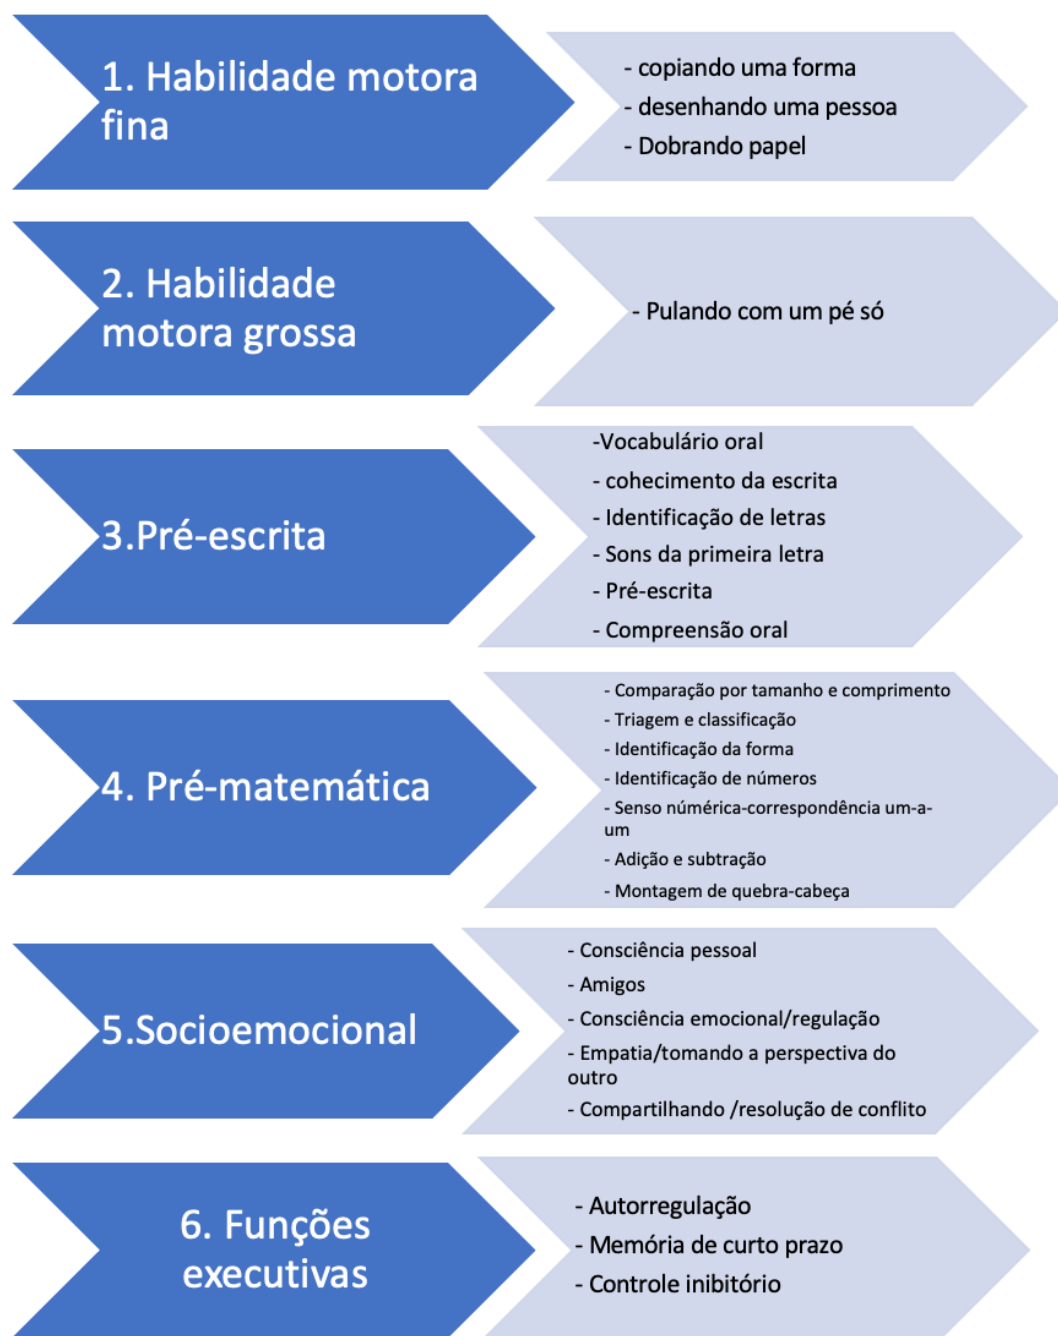 1. Habilidade motora
fina
- copiando uma forma
- desenhando uma pessoa
- Dobrando papel
2. Habilidade
motora grossa
- Pulando com um pé só
3.Pré-escrita
-Vocabulário oral
- cohecimento da escrita
- Identificação de letras
- Sons da primeira letra
- Pré-escrita
- Compreensão oral
4. Pré-matemática
- Comparação por tamanho e comprimento
- Triagem e classificação
- Identificação da forma
- Identificação de números
- Senso númérica-correspondência um-a-
um
- Adição e subtração
- Montagem de quebra-cabeça
5.Socioemocional
- Consciência pessoal
- Amigos
- Consciência emocional/regulação
- Empatia/tomando a perspectiva do
outro
- Compartilhando /resolução de conflito
6. Funções
executivas
- Autorregulação
- Memória de curto prazo
- Controle inibitório